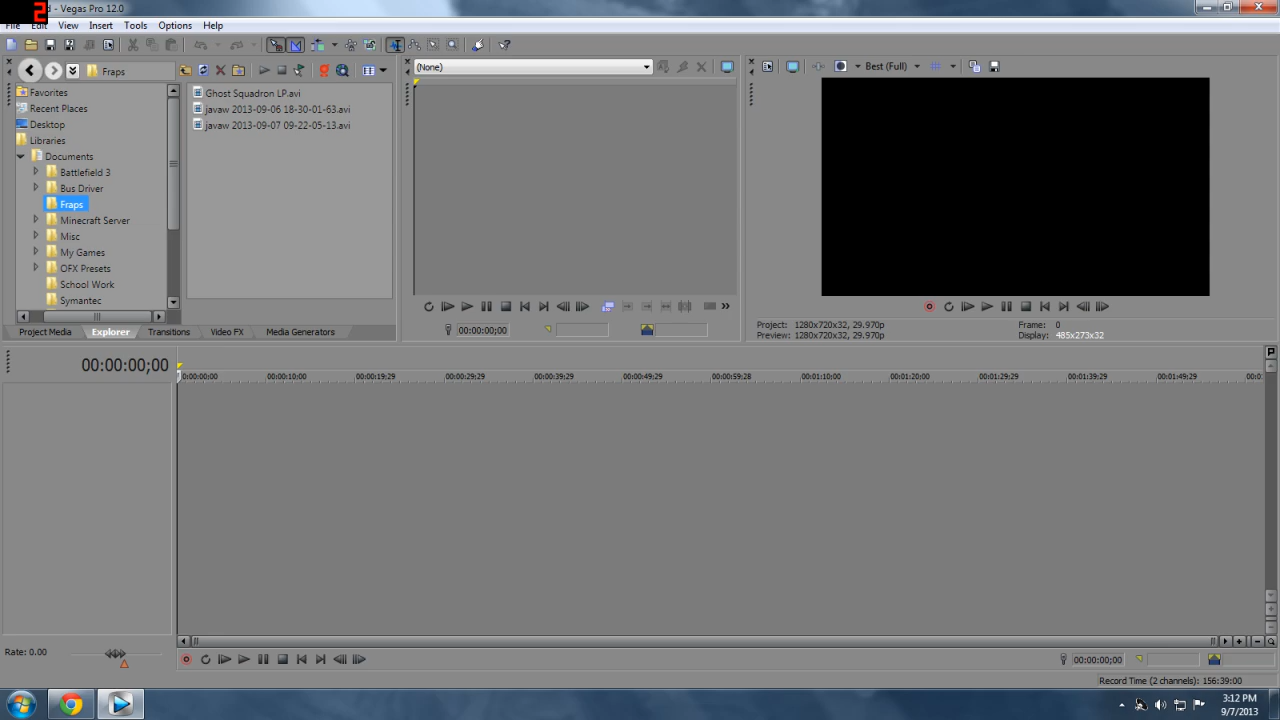 2
d - Vegas Pro 12.0
File Edit View Insert Tools Options Help
Fraps
(None)
Best (Full)
Favorites
Recent Places
Desktop
Libraries
Documents
Battlefield 3
Bus Driver
Fraps
Minecraft Server
Misc
My Games
OFX Presets
School Work
Symantec
Ghost Squadron LP.avi
javaw 2013-09-06 18-30-01-63.avi
javaw 2013-09-07 09-22-05-13.avi
Project Media Explorer Transitions Video FX Media Generators
00:00:00;00
Project: 1280x720x32, 29.970p
Preview: 1280x720x32, 29.970p
Frame: 0
Display: 485x273x32
00:00:00;00
0:00:00;00 00:00:10;00 00:00:19;29 00:00:29;29 00:00:39;29 00:00:49;29 00:00:59;28 00:01:10;00 00:01:20;00 00:01:29;29 00:01:39;29 00:01:49;29 00:0
Rate: 0.00
00:00:00;00
Record Time (2 channels): 156:39:00
3:12 PM
9/7/2013